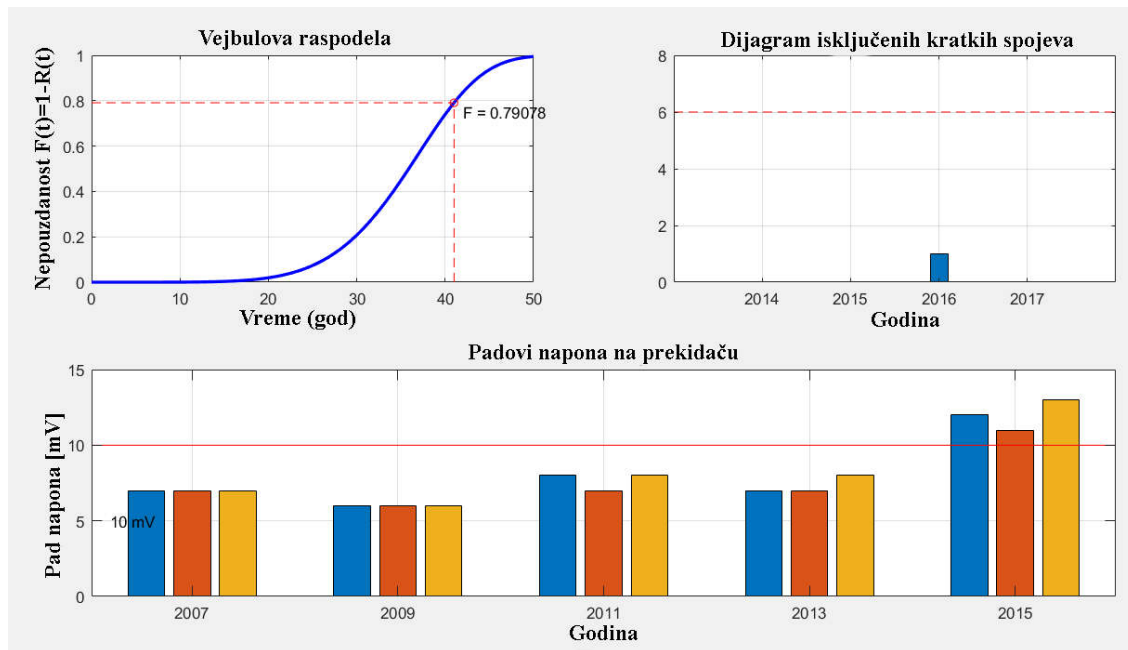 Vejbulova raspodela
Nepouzdanost F(t)=1-R(t)
1
0.8
0.6
0.4
0.2
0
F = 0.79078
0 10 20 30 40 50
Vreme (god)
Dijagram isključenih kratkih spojeva
8
6
4
2
0
2014 2015 2016 2017
Godina
Padovi napona na prekidaču
Pad napona [mV]
15
10
5
0
10 mV
2007 2009 2011 2013 2015
Godina